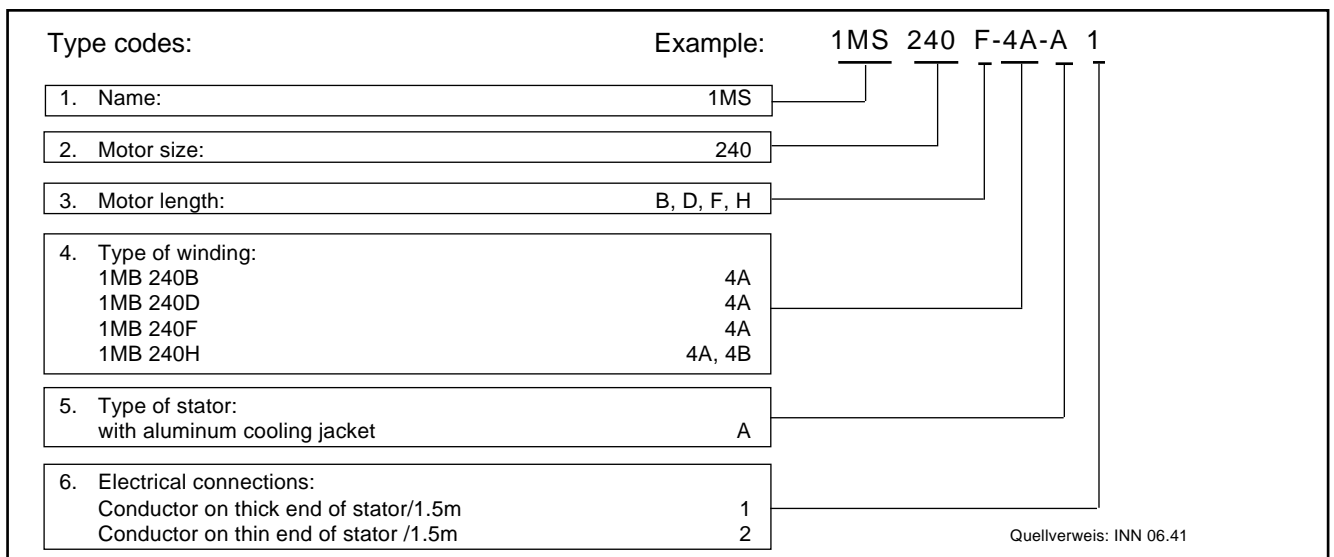 Type codes: Example: 1MS 240 F-4A-A 1
1. Name: 1MS
2. Motor size: 240
3. Motor length: B, D, F, H
4. Type of winding:
1MB 240B 4A
1MB 240D 4A
1MB 240F 4A
1MB 240H 4A, 4B
5. Type of stator:
with aluminum cooling jacket A
6. Electrical connections:
Conductor on thick end of stator/1.5m 1
Conductor on thin end of stator /1.5m 2
Quellverweis: INN 06.41